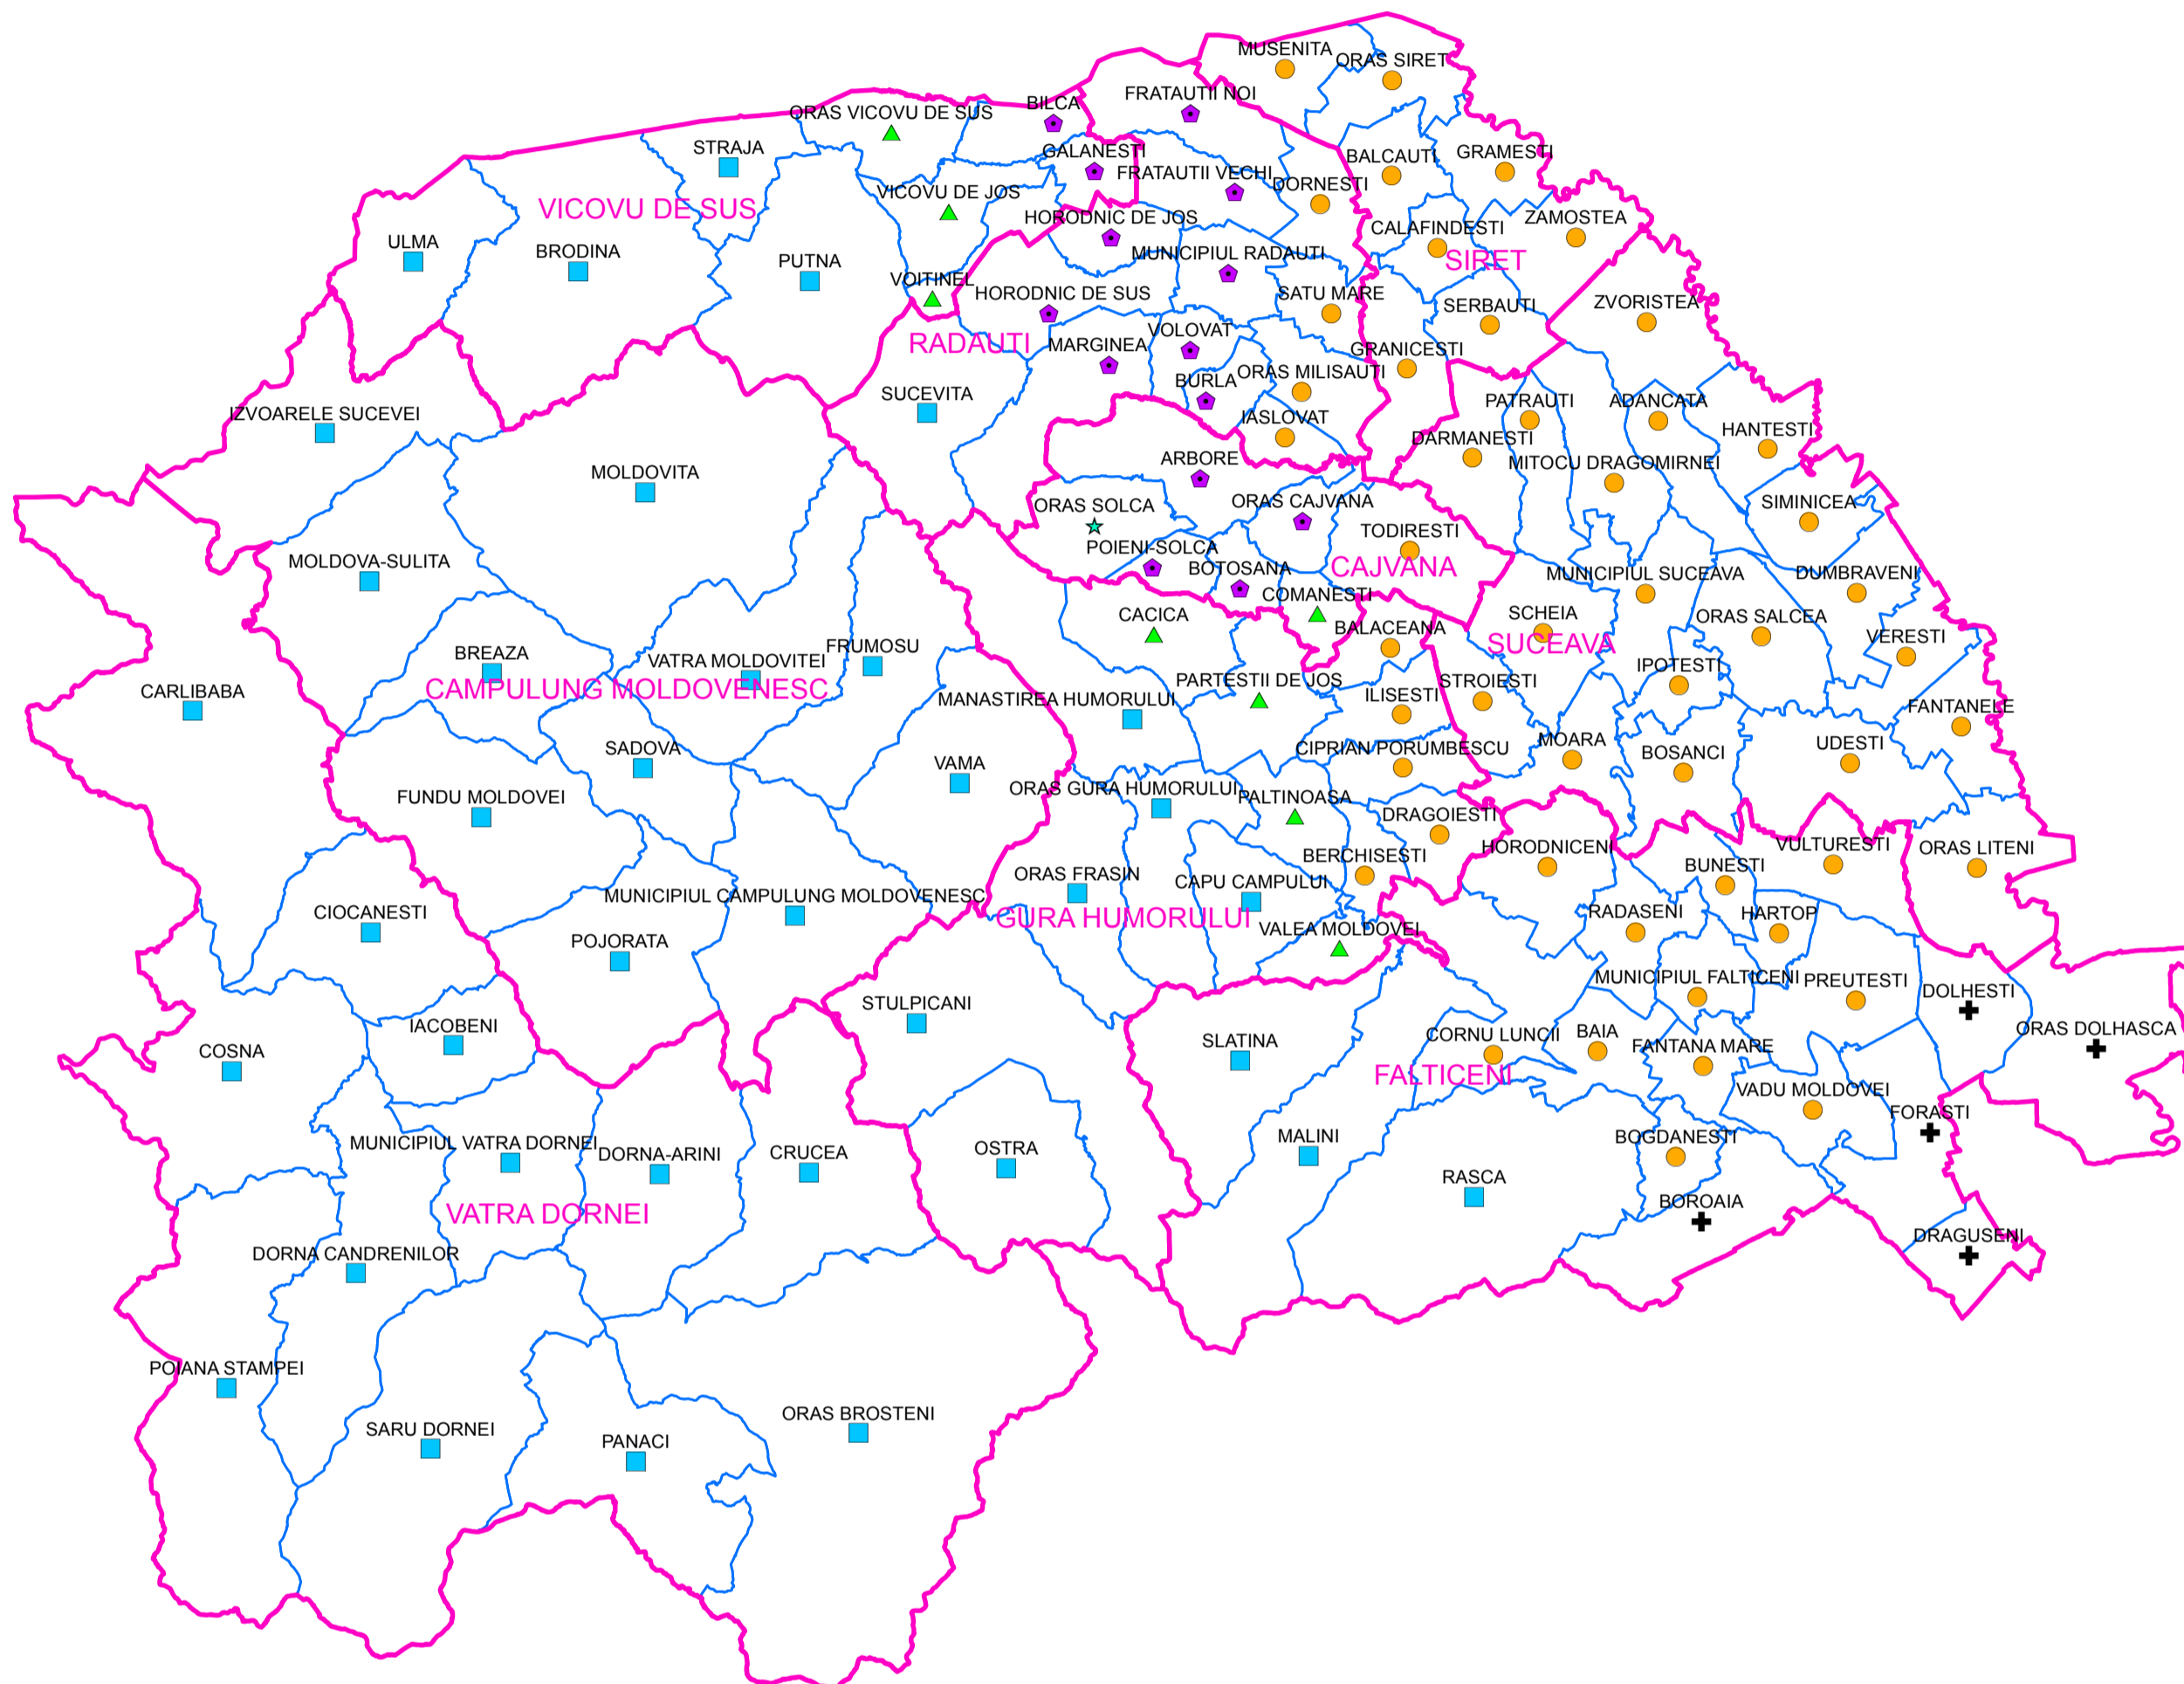 MUSENITA
ORAS SIRET
FRATAUTII NOI
BILCA
ORAS VICOVU DE SUS
STRAJA
GALANESTI
BALCAUTI
GRAMESTI
FRATAUTII VECHI
DORNESTI
VICOVU DE JOS
VICOVU DE SUS
HORODNIC DE JOS
ZAMOSTEA
CALAFINDESTI
ULMA
BRODINA
PUTNA
MUNICIPIUL RADAUTI
SIRET
VOITINEL
HORODNIC DE SUS
SATU MARE
SERBAUTI
ZVORISTEA
RADAUTI
MARGINEA
VOLOVAT
GRANICESTI
BURLA
ORAS MILISAUTI
SUCEVITA
PATRAUTI
ADANCATA
IZVOARELE SUCEVEI
IASLOVAT
DARMANESTI
HANTESTI
MOLDOVITA
ARBORE
MITOCU DRAGOMIRNEI
ORAS SOLCA
ORAS CAJVANA
SIMINICEA
TODIRESTI
MOLDOVA-SULITA
POIENI-SOLCA
BOTOSANA
CAJVANA
MUNICIPIUL SUCEAVA
DUMBRAVENI
COMANESTI
CACICA
BALACEANA
SCHEIA
ORAS SALCEA
SUCEAVA
VERESTI
BREAZA
VATRA MOLDOVITEI
FRUMOSU
IPOTESTI
CAMPULUNG MOLDOVENESC
CARLIBABA
MANASTIREA HUMORULUI
PARTESTII DE JOS
ILISESTI
STROIESTI
FANTANELE
SADOVA
VAMA
CIPRIAN PORUMBESCU
MOARA
BOSANCI
UDESTI
FUNDU MOLDOVEI
ORAS GURA HUMORULUI
PALTINOASA
DRAGOIESTI
HORODNICENI
VULTURESTI
ORAS LITENI
BERCHISESTI
BUNESTI
ORAS FRASIN
CAPU CAMPULUI
MUNICIPIUL CAMPULUNG MOLDOVENESC
CIOCANESTI
GURA HUMORULUI
RADASENI
HARTOP
POJORATA
VALEA MOLDOVEI
MUNICIPIUL FALTICENI
PREUTESTI
DOLHESTI
STULPICANI
IACOBENI
ORAS DOLHASCA
COSNA
SLATINA
CORNU LUNCII
BAIA
FANTANA MARE
FALTICENI
VADU MOLDOVEI
FORASTI
MUNICIPIUL VATRA DORNEI
DORNA-ARINI
CRUCEA
OSTRA
MALINI
BOGDANESTI
RASCA
BOROAIA
VATRA DORNEI
DRAGUSENI
DORNA CANDRENILOR
POIANA STAMPEI
ORAS BROSTENI
SARU DORNEI
PANACI